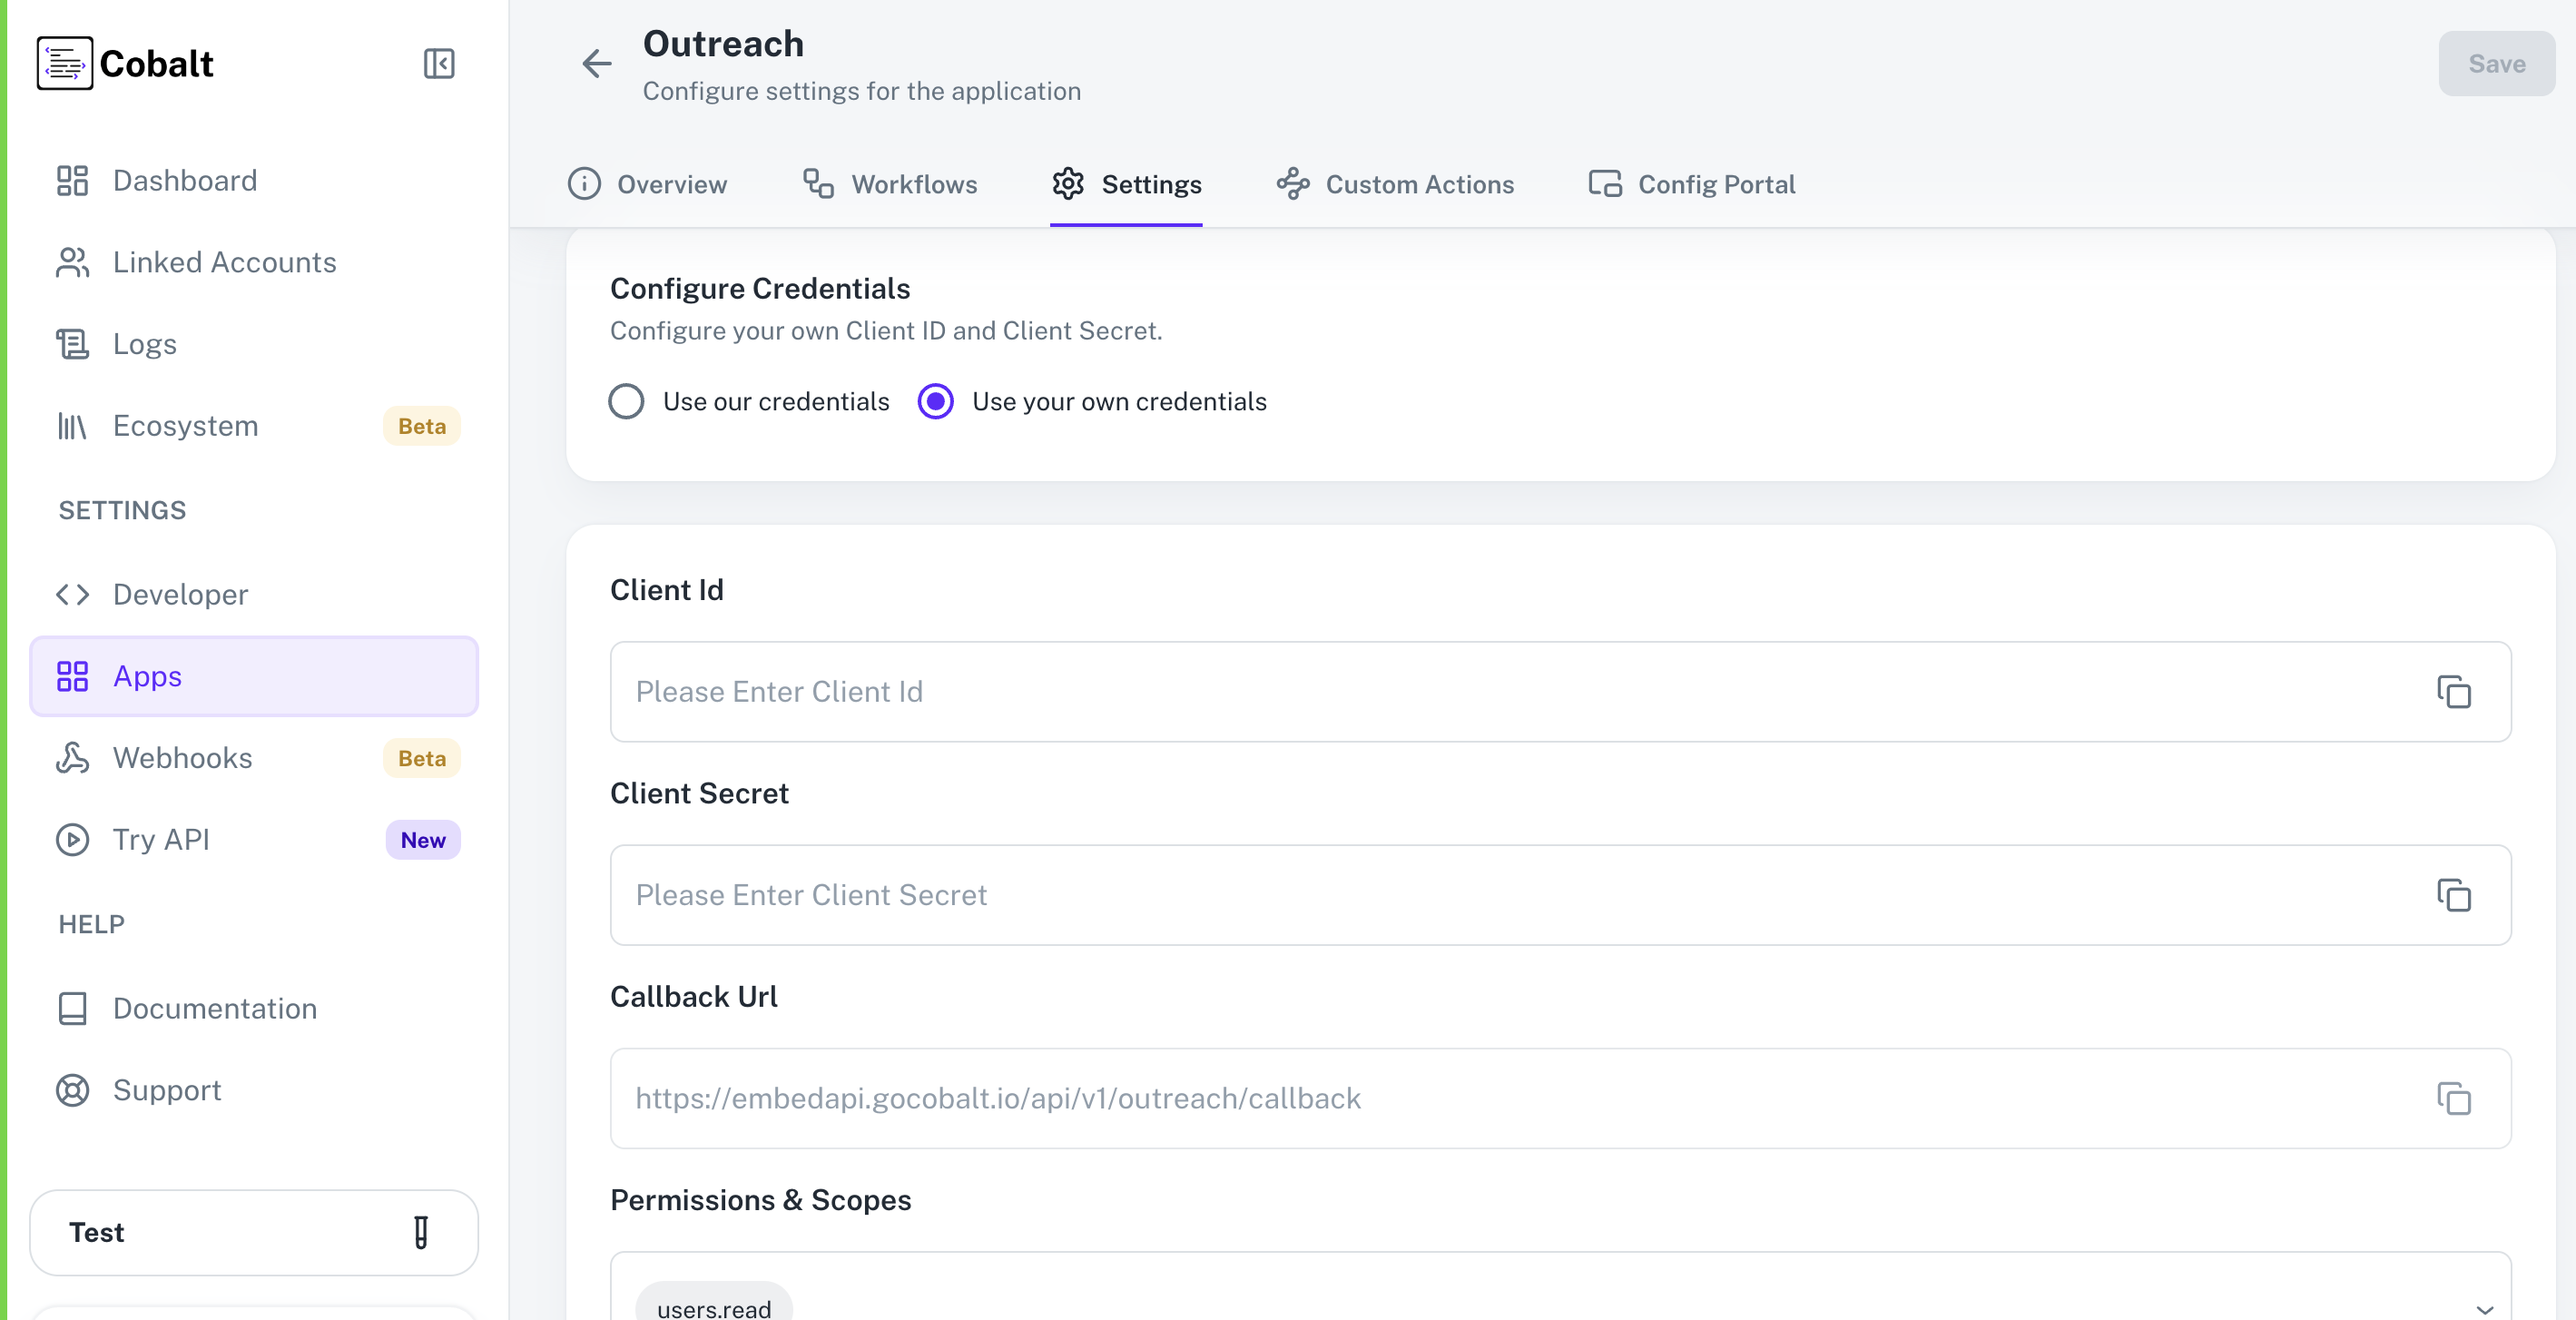 Cobalt
Dashboard
Linked Accounts
Logs
Ecosystem Beta
SETTINGS
Developer
Apps
Webhooks Beta
Try API New
HELP
Documentation
Support
Test
Outreach
Configure settings for the application
Save
Overview Workflows Settings Custom Actions Config Portal
Configure Credentials
Configure your own Client ID and Client Secret.
Use our credentials Use your own credentials
Client Id
Please Enter Client Id
Client Secret
Please Enter Client Secret
Callback Url
https://embedapi.gocobalt.io/api/v1/outreach/callback
Permissions & Scopes
users.read